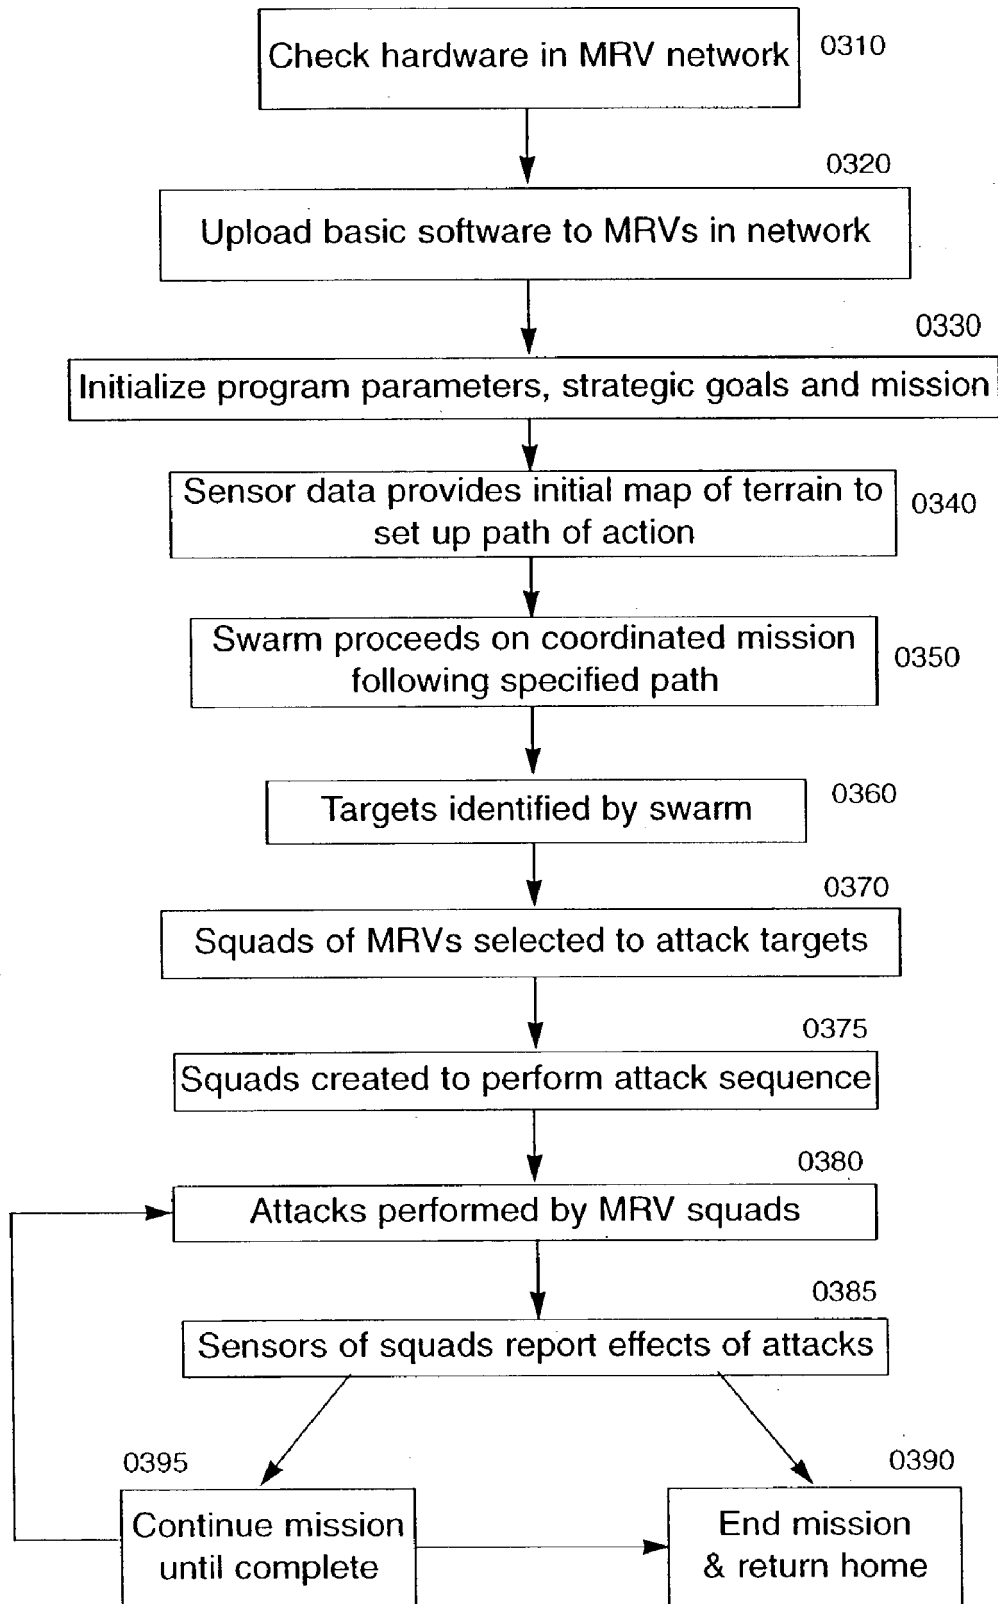 Check hardware in MRV network
0310
0320
Upload basic software to MRVs in network
0330
Initialize program parameters, strategic goals and mission
Sensor data provides initial map of terrain to
set up path of action
0340
Swarm proceeds on coordinated mission
following specified path
0350
Targets identified by swarm
0360
0370
Squads of MRVs selected to attack targets
0375
Squads created to perform attack sequence
0380
Attacks performed by MRV squads
0385
Sensors of squads report effects of attacks
0395
Continue mission
until complete
0390
End mission
& return home